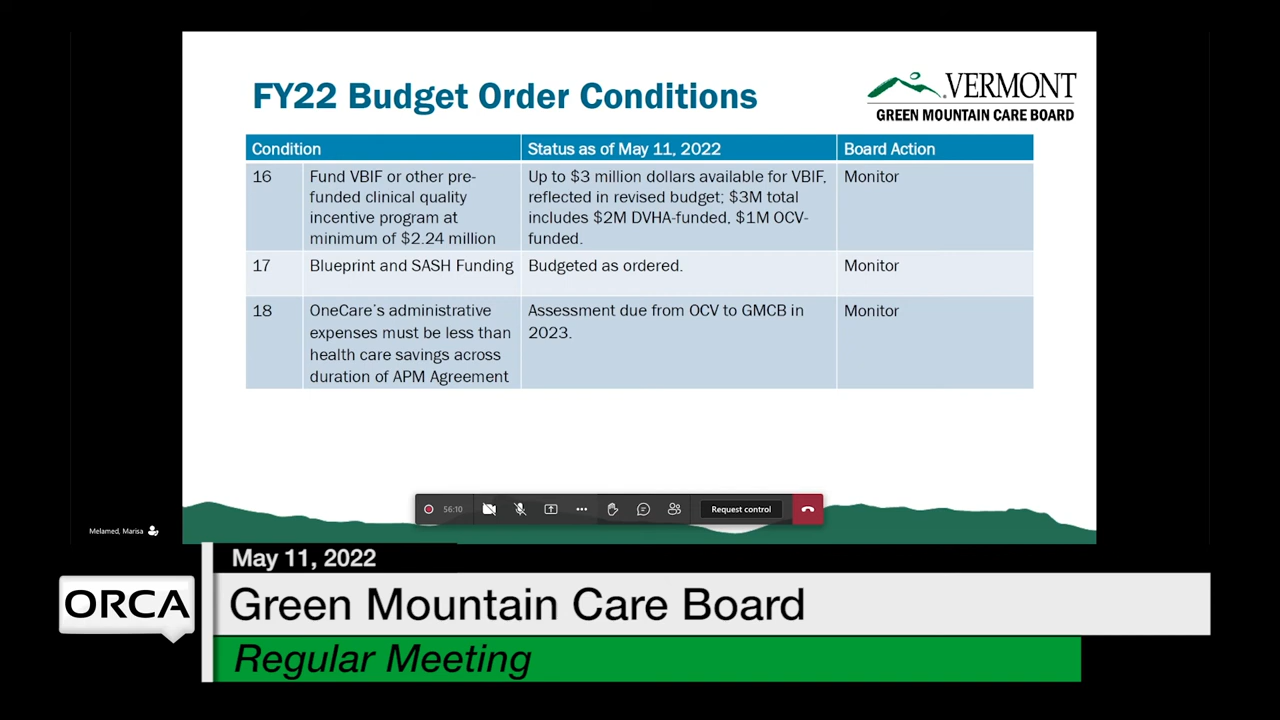 FY22 Budget Order Conditions
VERMONT
GREEN MOUNTAIN CARE BOARD
Condition
Status as of May 11, 2022
Board Action
16
Fund VBIF or other pre-
funded clinical quality
incentive program at
minimum of $2.24 million
Up to $3 million dollars available for VBIF,
reflected in revised budget; $3M total
includes $2M DVHA-funded, $1M OCV-
funded.
Monitor
17
Blueprint and SASH Funding
Budgeted as ordered.
Monitor
18
OneCare's administrative
expenses must be less than
health care savings across
duration of APM Agreement
Assessment due from OCV to GMCB in
2023.
Monitor
56:10
Request control
Melamed, Marisa
May 11, 2022
ORCA
Green Mountain Care Board
Regular Meeting